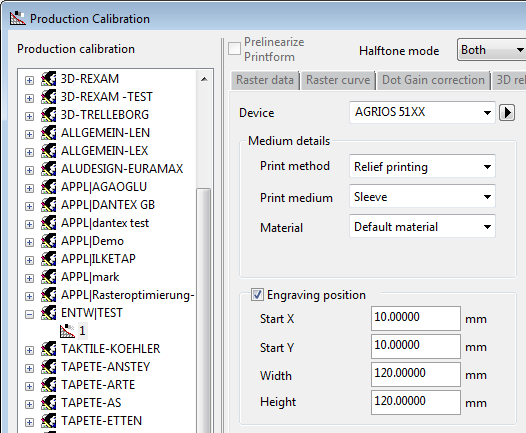 Production Calibration
Production calibration
3D-REXAM
3D-REXAM -TEST
3D-TRELLEBORG
ALLGEMEIN-LEN
ALLGEMEIN-LEX
ALUDESIGN-EURAMAX
APPL|AGAOGLU
APPL|DANTEX GB
APPL|dantex test
APPL|Demo
APPL|ILKETAP
APPL|mark
APPL|Rasteroptimierung-
ENTW|TEST
1
TAKTILE-KOEHLER
TAPETE-ANSTEY
TAPETE-ARTE
TAPETE-AS
TAPETE-ETTEN
Prelinearize
Printform
Halftone mode
Both
Raster data
Raster curve
Dot Gain correction
3D rel
Device
AGRIOS 51XX
Medium details
Print method
Relief printing
Print medium
Sleeve
Material
Default material
Engraving position
Start X
10.00000
mm
Start Y
10.00000
mm
Width
120.00000
mm
Height
120.00000
mm